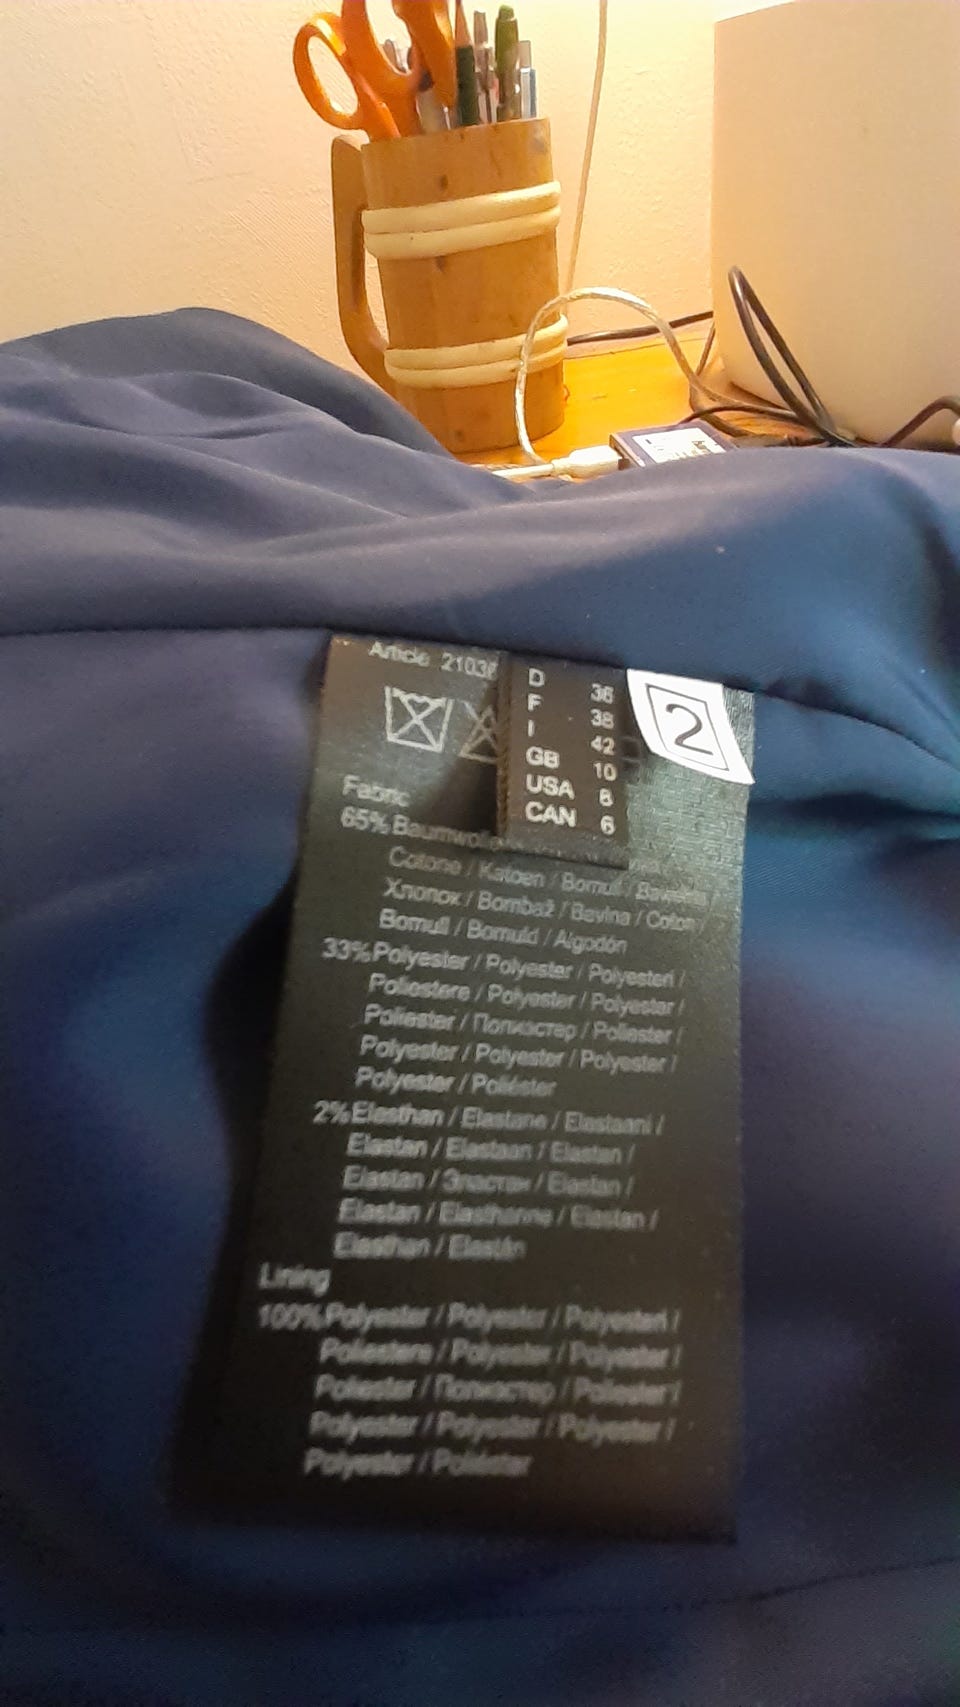 Article 2103
D 36
F 38
I 42
GB 10
USA 8
CAN 6
2
Fabric
65% Baumwolle
Cotone / Katoen / Bomull / Bavełna /
Хлопок / Bombaž / Bavlna / Coton /
Bomull / Bomuld / Algodón
33% Polyester / Polyester / Polyesteri /
Poliestere / Polyester / Polyester /
Poliester / Полиэстер / Poliester /
Polyester / Polyester / Polyester /
Polyester / Poliéster
2% Elasthan / Elastane / Elastaani /
Elastan / Elastaan / Elastan /
Elastan / Эластан / Elastan /
Elastan / Elasthanne / Elastan /
Elasthan / Elastán
Lining
100% Polyester / Polyester / Polyesteri /
Poliestere / Polyester / Polyester /
Poliester / Полиэстер / Poliester /
Polyester / Polyester / Polyester /
Polyester / Poliéster